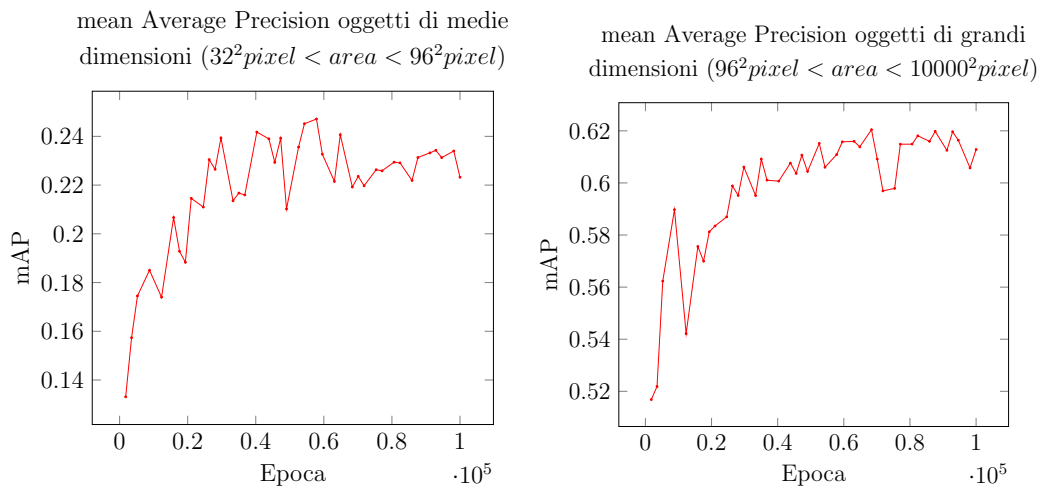 mean Average Precision oggetti di medie
dimensioni (32²pixel < area < 96²pixel)
0.24
0.22
0.2
0.18
0.16
0.14
mAP
0 0.2 0.4 0.6 0.8 1
Epoca
·10⁵
mean Average Precision oggetti di grandi
dimensioni (96²pixel < area < 10000²pixel)
0.62
0.6
0.58
0.56
0.54
0.52
mAP
0 0.2 0.4 0.6 0.8 1
Epoca
·10⁵